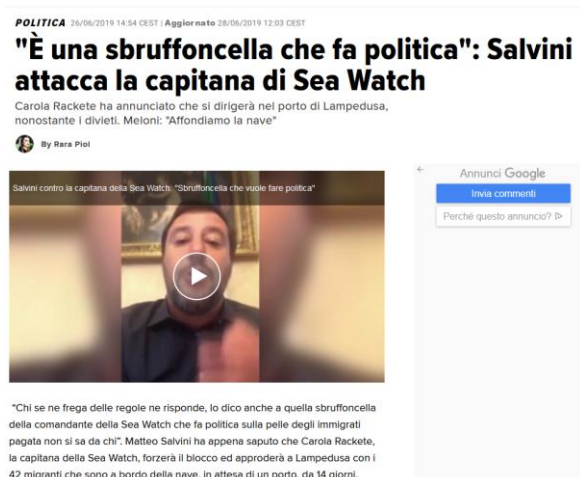 POLITICA 26/06/2019 14:54 CEST | Aggiornato 28/06/2019 12:03 CEST
"È una sbruffoncella che fa politica": Salvini
attacca la capitana di Sea Watch
Carola Rackete ha annunciato che si dirigerà nel porto di Lampedusa,
nonostante i divieti. Meloni: "Affondiamo la nave"
By Rara Piol
Salvini contro la capitana della Sea Watch: "Sbruffoncella che vuole fare politica"
Annunci Google
Invia commenti
Perché questo annuncio?
"Chi se ne frega delle regole ne risponde, lo dico anche a quella sbruffoncella
della comandante della Sea Watch che fa politica sulla pelle degli immigrati
pagata non si sa da chi". Matteo Salvini ha appena saputo che Carola Rackete,
la capitana della Sea Watch, forzerà il blocco ed approderà a Lampedusa con i
42 migranti che sono a bordo della nave, in attesa di un porto, da 14 giorni.